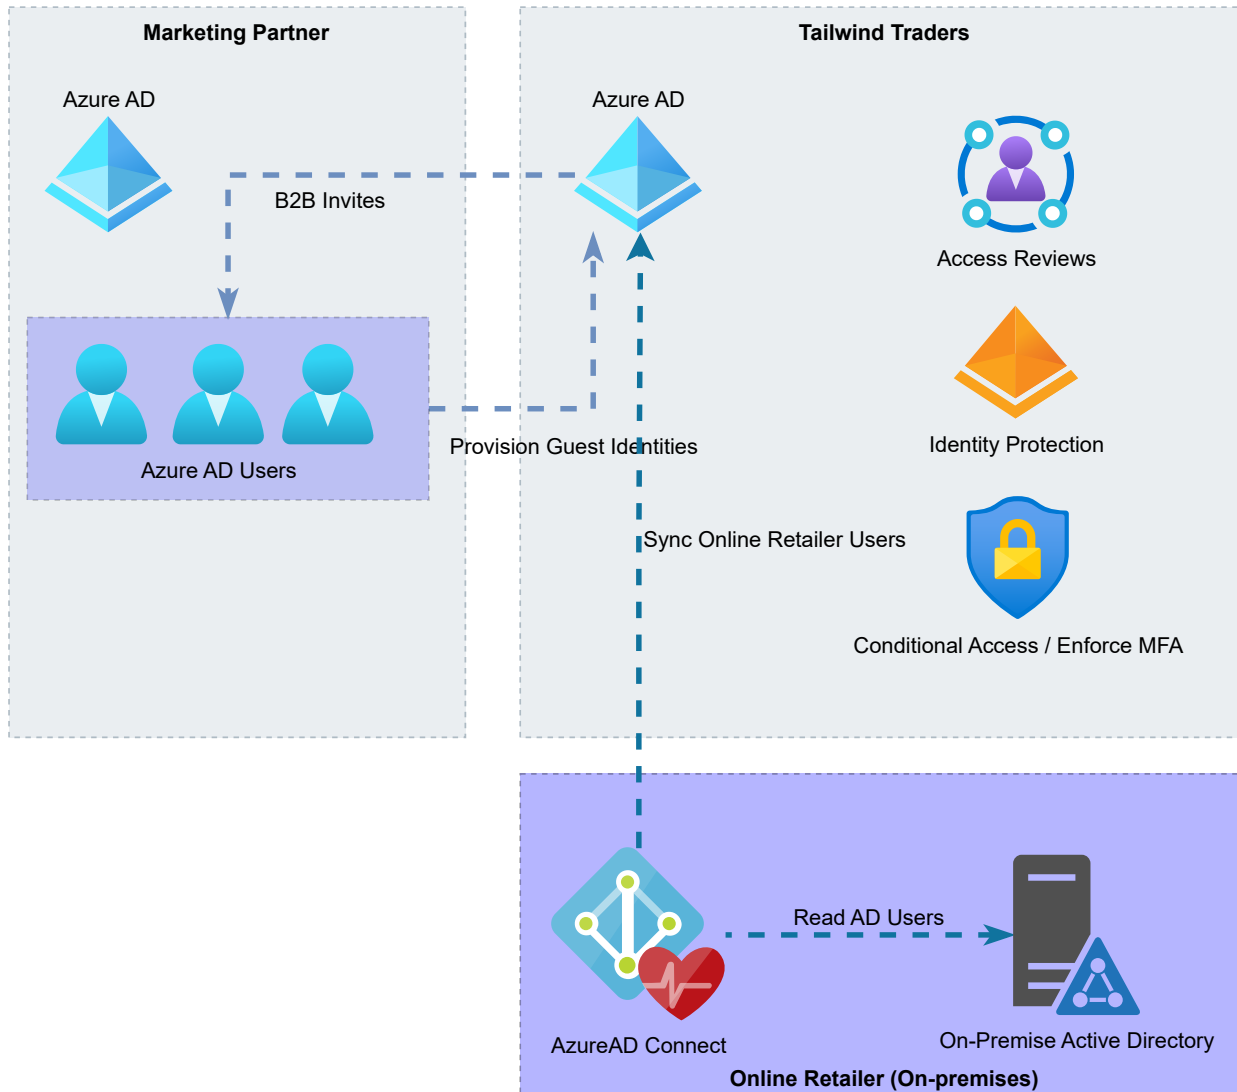 Marketing Partner
Tailwind Traders
Azure AD
Azure AD
B2B Invites
Access Reviews
Azure AD Users
Provision Guest Identities
Identity Protection
Sync Online Retailer Users
Conditional Access / Enforce MFA
Read AD Users
AzureAD Connect
On-Premise Active Directory
Online Retailer (On-premises)